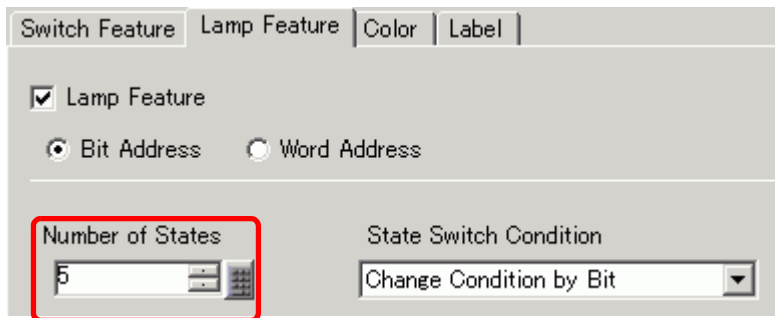 Switch Feature Lamp Feature Color Label
Lamp Feature
Bit Address Word Address
Number of States State Switch Condition
5 Change Condition by Bit